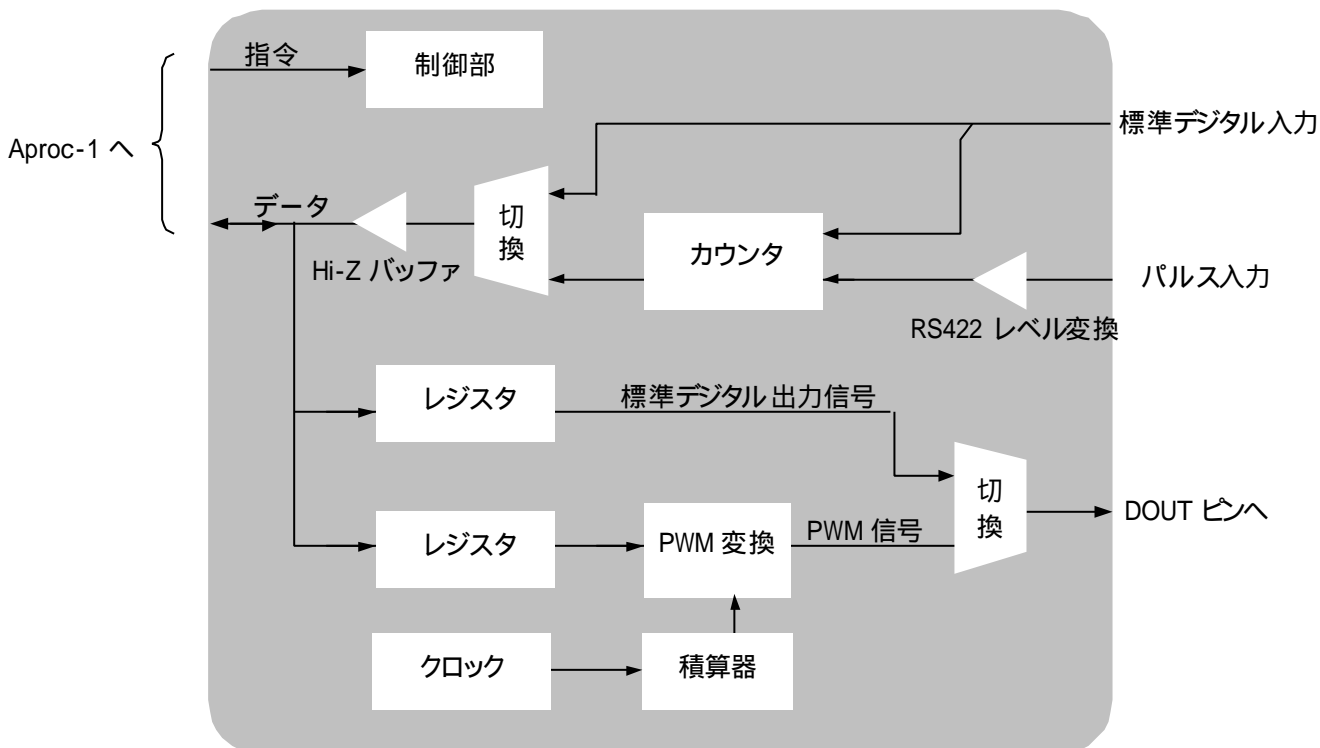 指令
制御部
標準デジタル入力
Aproc-1 へ
データ
切換
カウンタ
Hi-Z バッファ
パルス入力
RS422 レベル変換
レジスタ
標準デジタル出力信号
切換
DOUT ピンへ
レジスタ
PWM 変換
PWM 信号
クロック
積算器